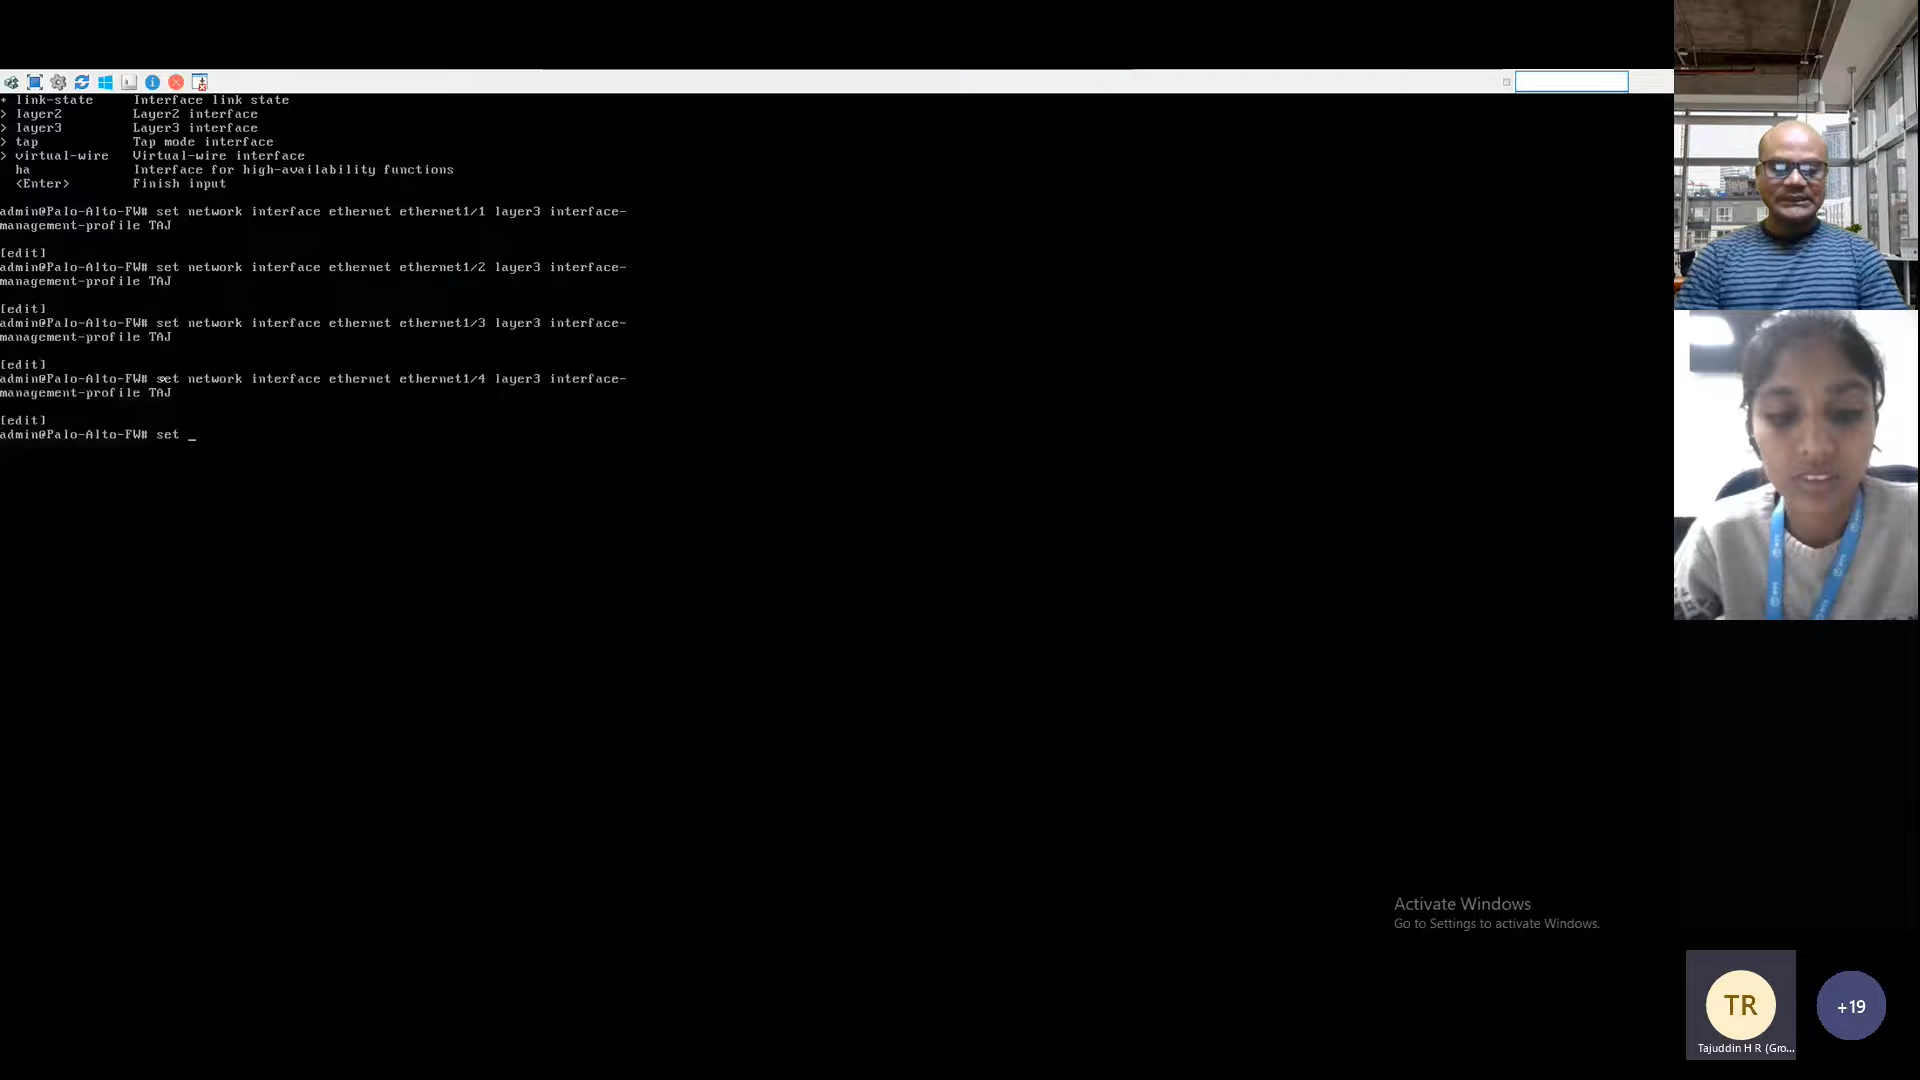 + link-state     Interface link state
> layer2         Layer2 interface
> layer3         Layer3 interface
> tap            Tap mode interface
> virtual-wire   Virtual-wire interface
  ha             Interface for high-availability functions
  <Enter>        Finish input
admin@Palo-Alto-FW# set network interface ethernet ethernet1/1 layer3 interface-
management-profile TAJ
[edit]
admin@Palo-Alto-FW# set network interface ethernet ethernet1/2 layer3 interface-
management-profile TAJ
[edit]
admin@Palo-Alto-FW# set network interface ethernet ethernet1/3 layer3 interface-
management-profile TAJ
[edit]
admin@Palo-Alto-FW# set network interface ethernet ethernet1/4 layer3 interface-
management-profile TAJ
[edit]
admin@Palo-Alto-FW# set _
Activate Windows
Go to Settings to activate Windows.
TR
+19
Tajuddin H R (Gro...